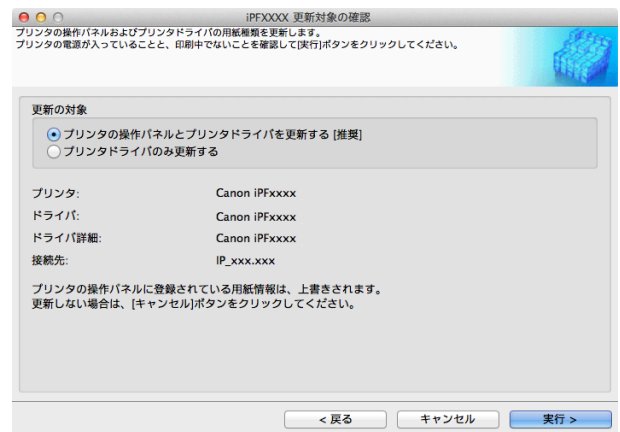 iPFXXXX 更新対象の確認
プリンタの操作パネルおよびプリンタドライバの用紙種類を更新します。
プリンタの電源が入っていることと、印刷中でないことを確認して[実行]ボタンをクリックしてください。
更新の対象
プリンタの操作パネルとプリンタドライバを更新する [推奨]
プリンタドライバのみ更新する
プリンタ: Canon iPFxxxx
ドライバ: Canon iPFxxxx
ドライバ詳細: Canon iPFxxxx
接続先: IP_xxx.xxx
プリンタの操作パネルに登録されている用紙情報は、上書きされます。
更新しない場合は、[キャンセル]ボタンをクリックしてください。
< 戻る キャンセル 実行 >